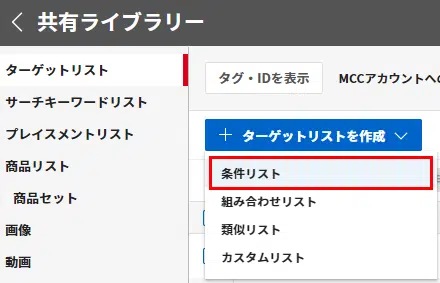 共有ライブラリー
ターゲットリスト
サーチキーワードリスト
プレイスメントリスト
商品リスト
商品セット
画像
動画
タグ・IDを表示
MCCアカウントへの
ターゲットリストを作成
条件リスト
組み合わせリスト
類似リスト
カスタムリスト